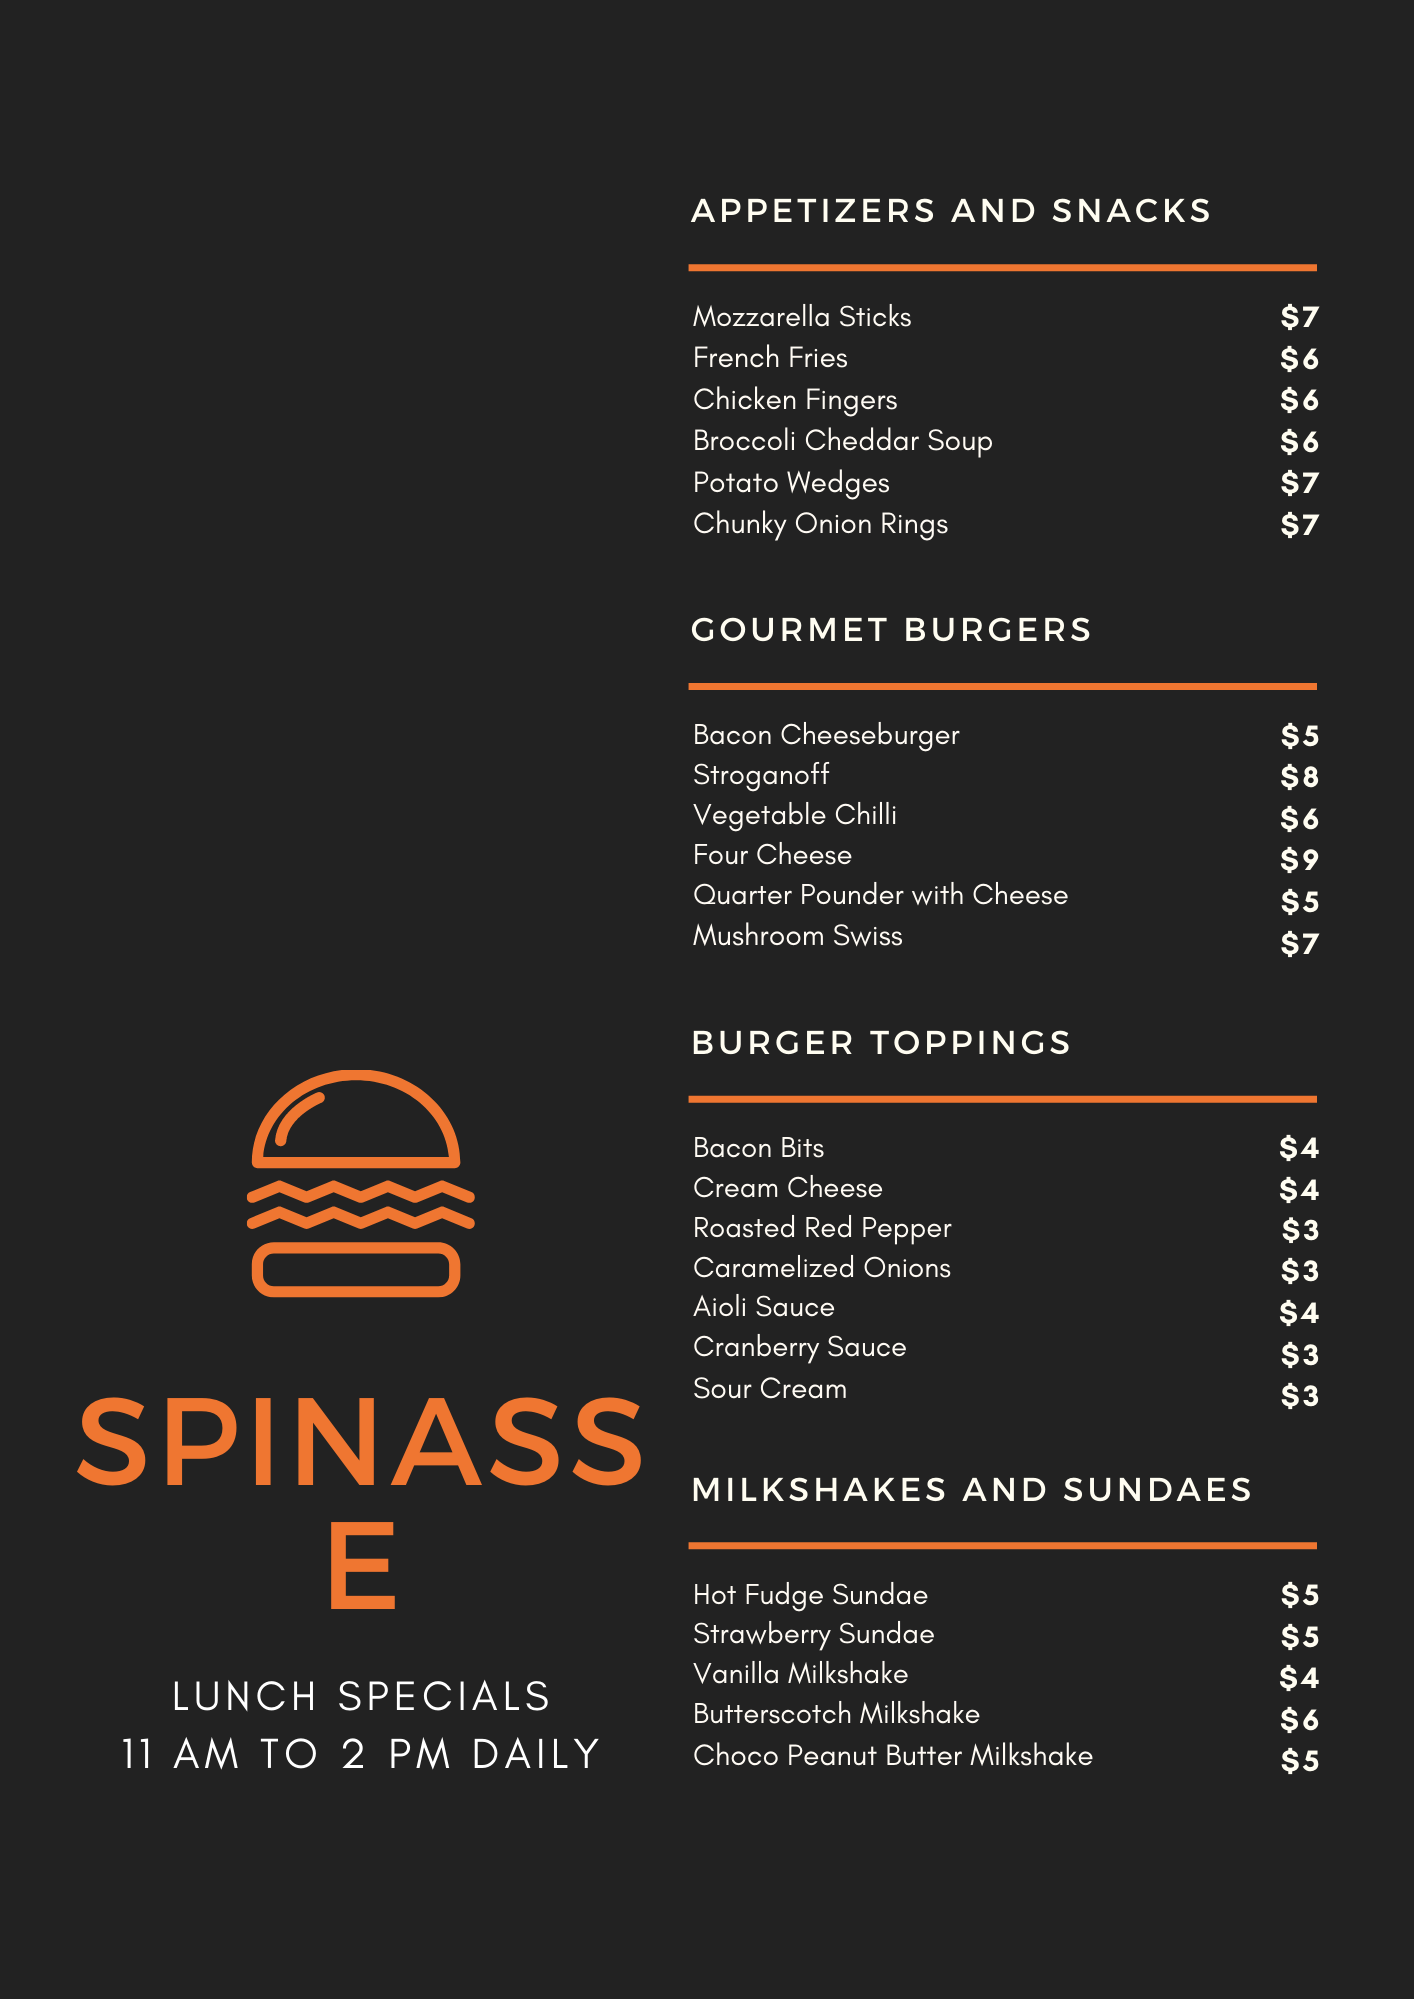 APPETIZERS AND SNACKS
Mozzarella Sticks $7
French Fries $6
Chicken Fingers $6
Broccoli Cheddar Soup $6
Potato Wedges $7
Chunky Onion Rings $7
GOURMET BURGERS
Bacon Cheeseburger $5
Stroganoff $8
Vegetable Chilli $6
Four Cheese $9
Quarter Pounder with Cheese $5
Mushroom Swiss $7
BURGER TOPPINGS
Bacon Bits $4
Cream Cheese $4
Roasted Red Pepper $3
Caramelized Onions $3
Aioli Sauce $4
Cranberry Sauce $3
Sour Cream $3
MILKSHAKES AND SUNDAES
Hot Fudge Sundae $5
Strawberry Sundae $5
Vanilla Milkshake $4
Butterscotch Milkshake $6
Choco Peanut Butter Milkshake $5
SPINASS
E
LUNCH SPECIALS
11 AM TO 2 PM DAILY